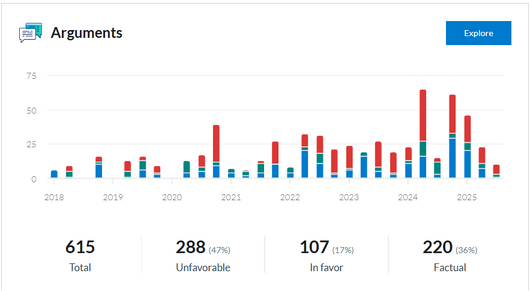 Arguments
Explore
75
50
25
0
2018 2019 2020 2021 2022 2023 2024 2025
615 288 (47%) 107 (17%) 220 (36%)
Total Unfavorable In favor Factual